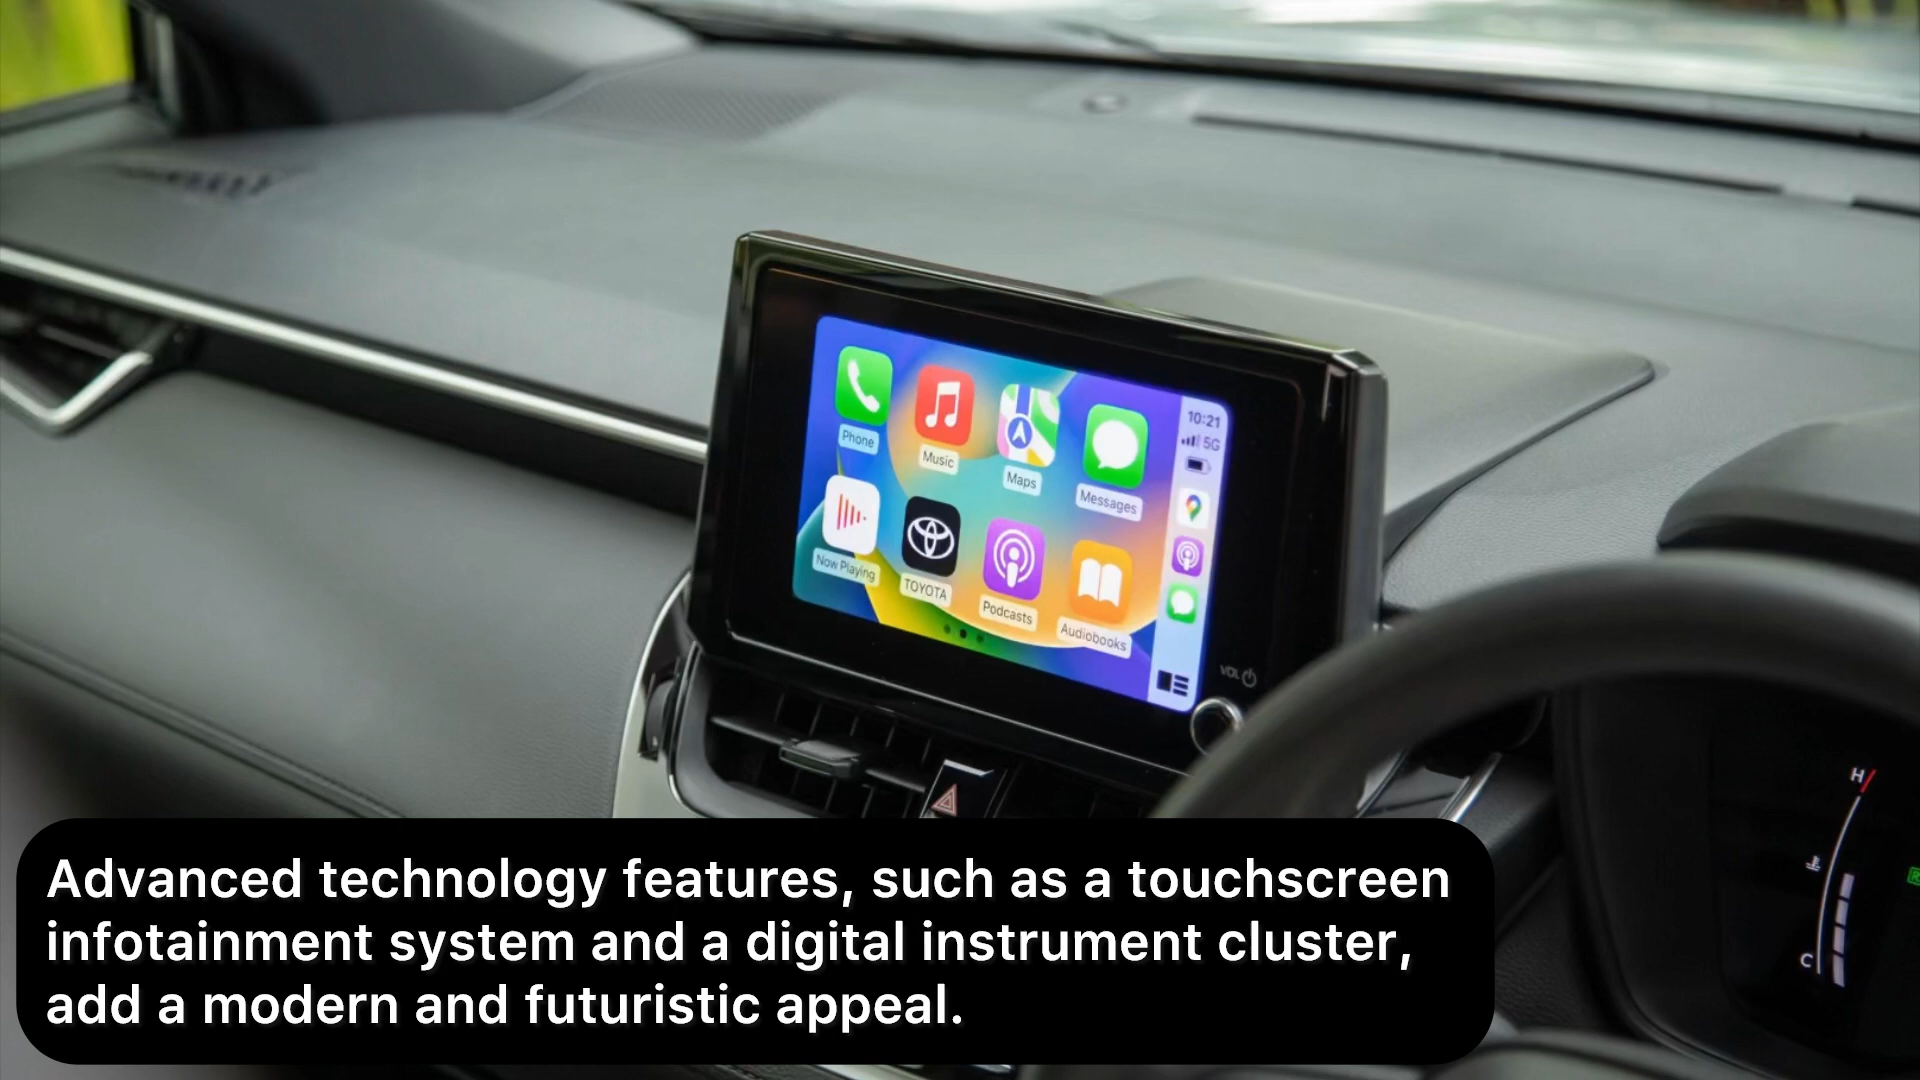 10:21
5G
Phone
Music
Maps
Messages
Now Playing
TOYOTA
Podcasts
Audiobooks
VOL
H
C
Advanced technology features, such as a touchscreen
infotainment system and a digital instrument cluster,
add a modern and futuristic appeal.